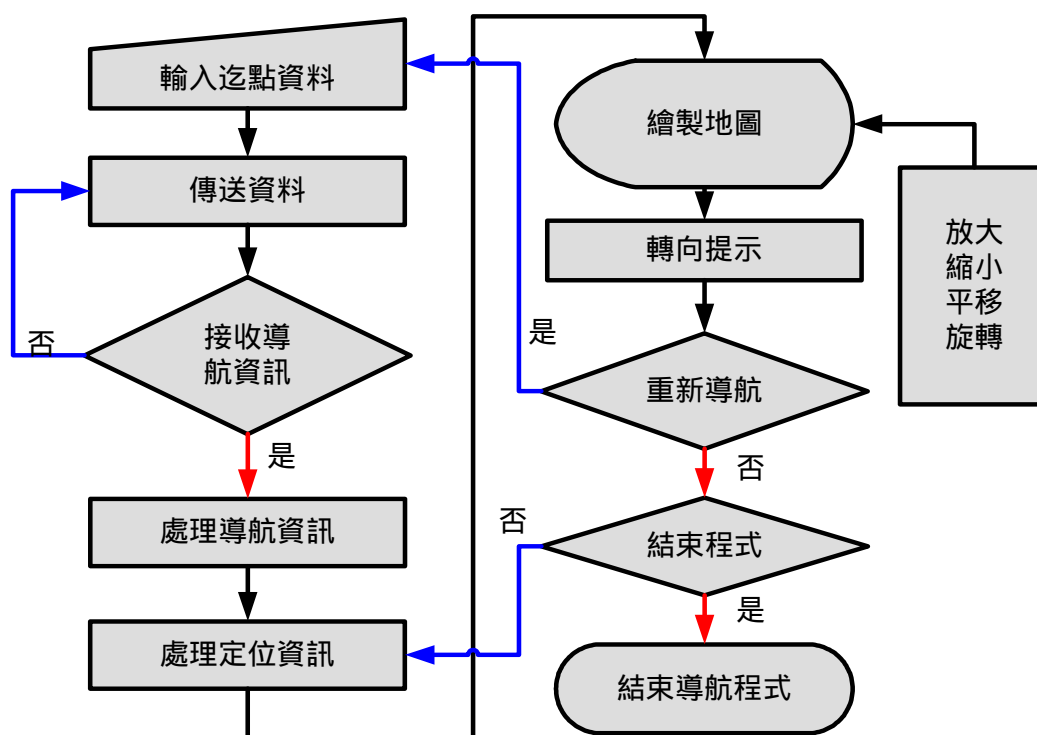 輸入迄點資料
傳送資料
否
接收導
航資訊
是
處理導航資訊
處理定位資訊
繪製地圖
轉向提示
是
重新導航
否
否
結束程式
是
結束導航程式
放大
縮小
平移
旋轉